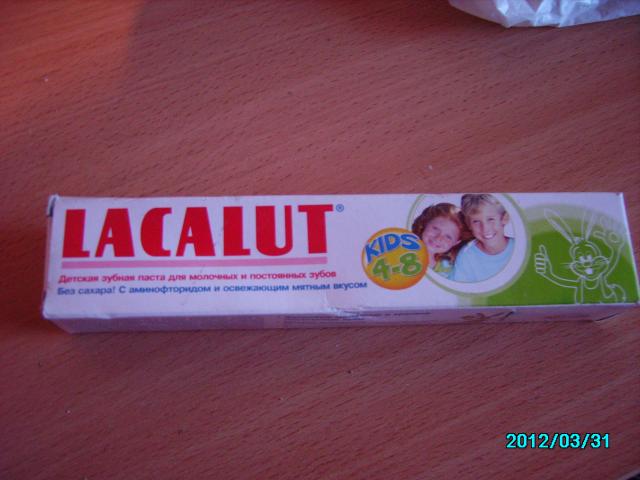 LACALUT®
KIDS
4-8
Детская зубная паста для молочных и постоянных зубов
Без сахара! С аминофторидом и освежающим мятным вкусом
2012/03/31